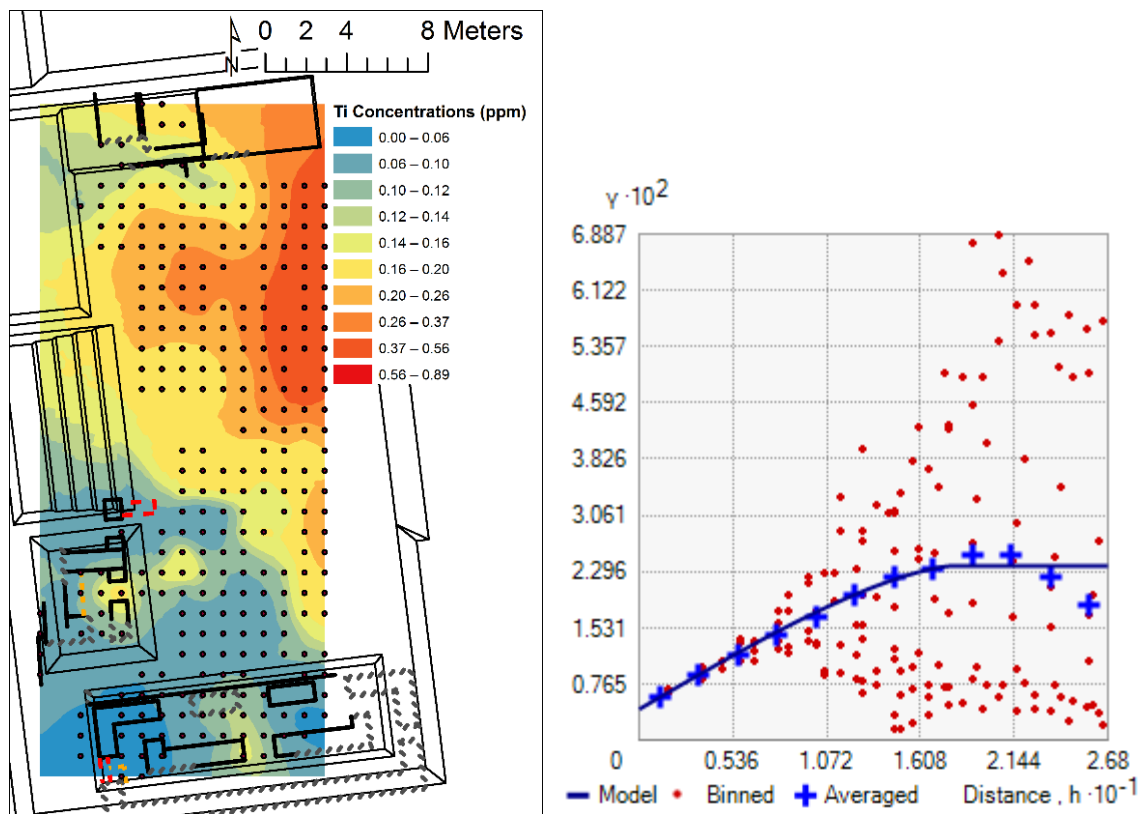 0 2 4 8 Meters
N
Ti Concentrations (ppm)
0.00 – 0.06
0.06 – 0.10
0.10 – 0.12
0.12 – 0.14
0.14 – 0.16
0.16 – 0.20
0.20 – 0.26
0.26 – 0.37
0.37 – 0.56
0.56 – 0.89
γ ·10²
6.887
6.122
5.357
4.592
3.826
3.061
2.296
1.531
0.765
0 0.536 1.072 1.608 2.144 2.68
Model Binned Averaged Distance , h ·10⁻¹